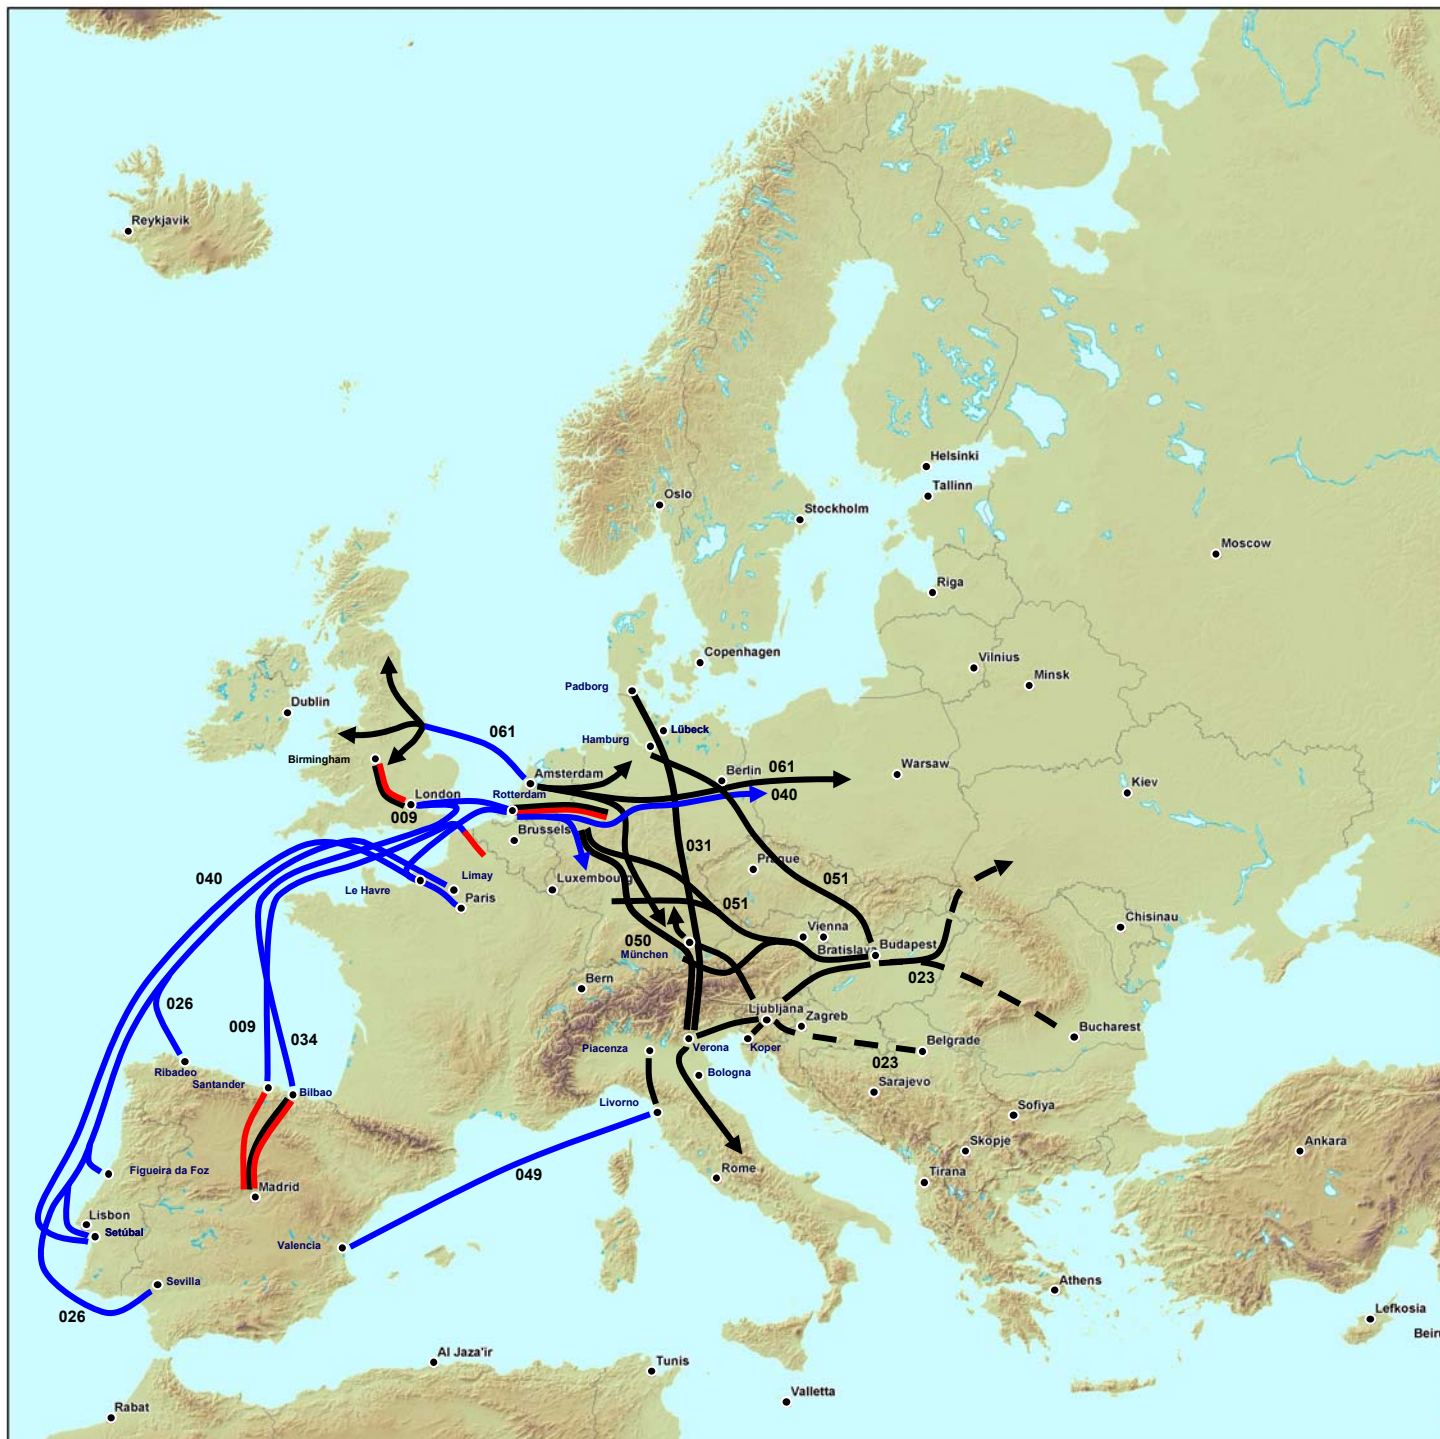 Reykjavik
Helsinki
Tallinn
Oslo
Stockholm
Moscow
Riga
Copenhagen
Vilnius
Minsk
Padborg
Dublin
Lübeck
061
Hamburg
Birmingham
Amsterdam
Berlin
061
Warsaw
London
Rotterdam
040
Kiev
009
Brussels
031
Prague
040
Limay
Luxembourg
051
Le Havre
Paris
051
Chisinau
050
Vienna
München
Bratislava
Budapest
023
Bern
026
Ljubljana
Zagreb
009
034
Bucharest
Piacenza
Verona
Koper
Belgrade
023
Ribadeo
Santander
Bologna
Bilbao
Sarajevo
Livorno
Sofiya
Skopje
Ankara
Figueira da Foz
Rome
Tirana
049
Madrid
Lisbon
Setúbal
Valencia
Sevilla
Athens
026
Lefkosia
Beiru
Al Jaza'ir
Tunis
Valletta
Rabat